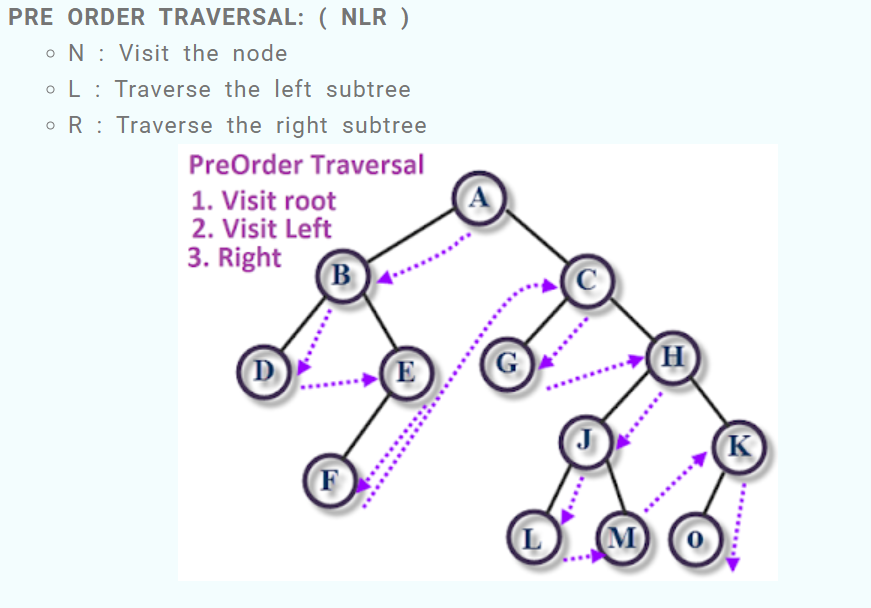 PRE ORDER TRAVERSAL: ( NLR )
N : Visit the node
L : Traverse the left subtree
R : Traverse the right subtree
PreOrder Traversal
1. Visit root
2. Visit Left
3. Right
A
B
C
D
E
G
H
F
J
K
L
M
o